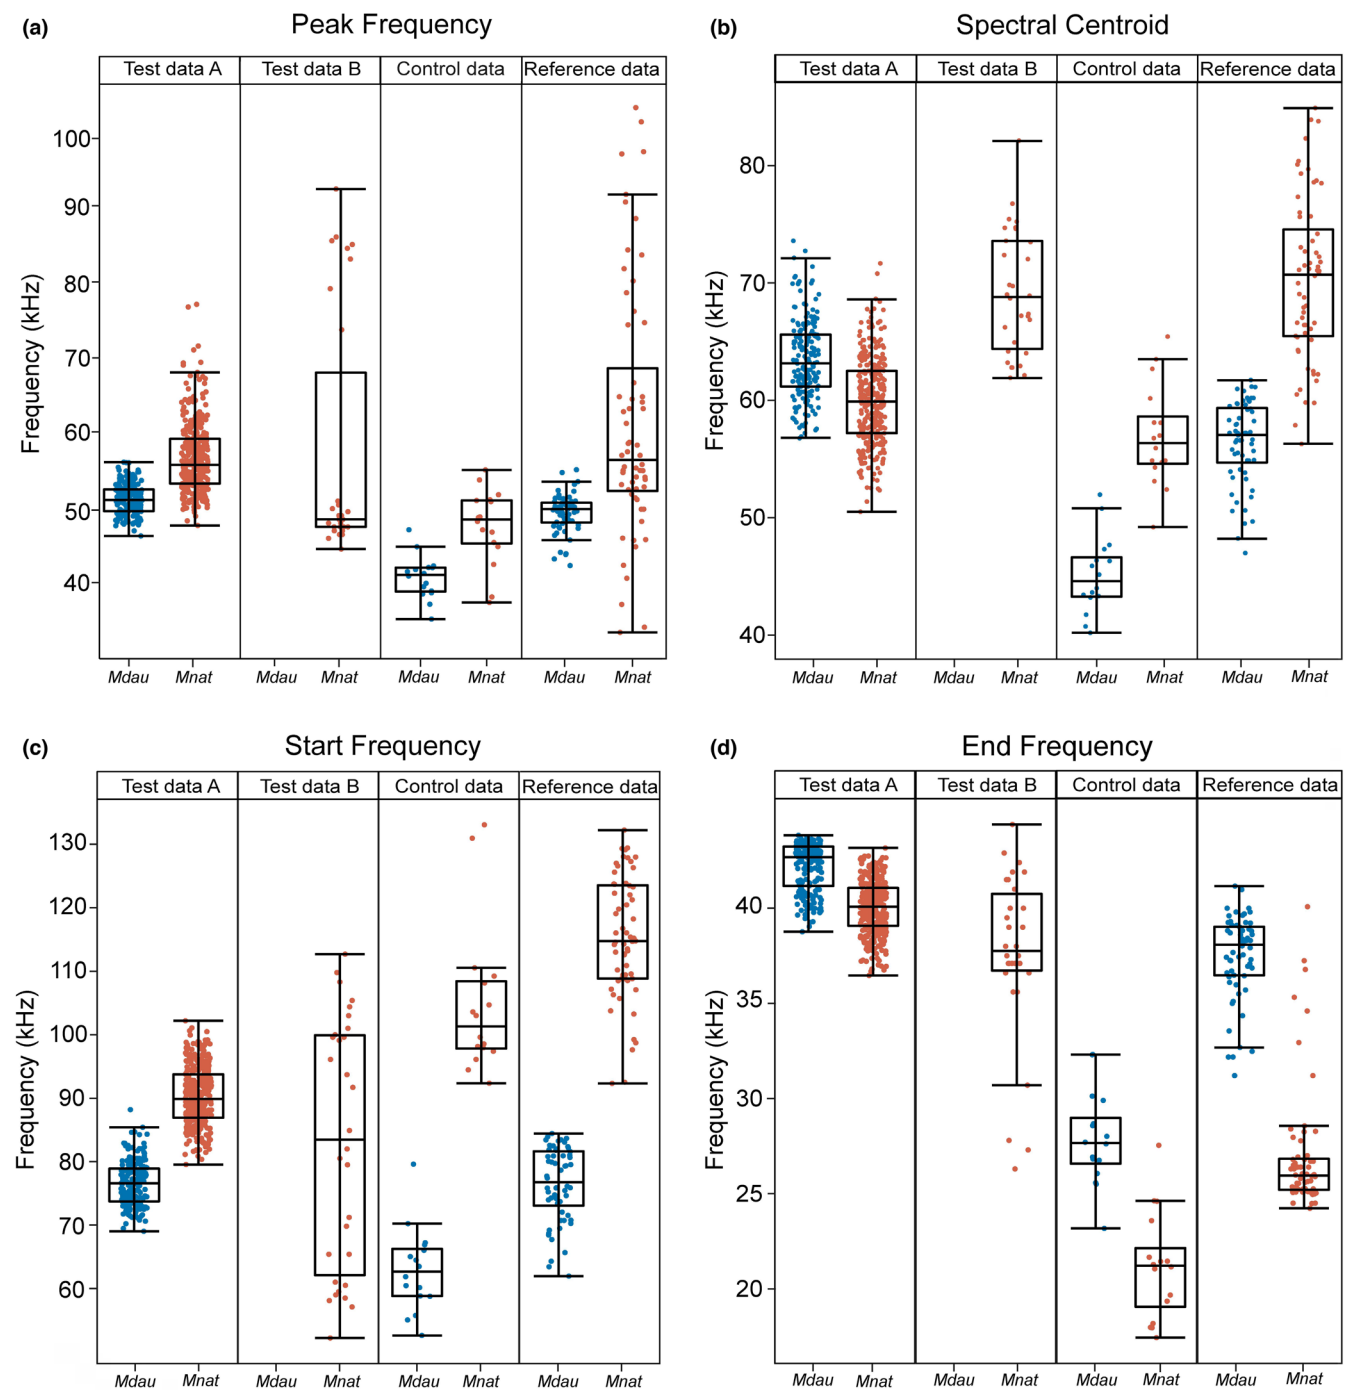 (a) Peak Frequency
Test data A Test data B Control data Reference data
Frequency (kHz)
100
90
80
70
60
50
40
Mdau Mnat Mdau Mnat Mdau Mnat Mdau Mnat
(b) Spectral Centroid
Test data A Test data B Control data Reference data
Frequency (kHz)
80
70
60
50
40
Mdau Mnat Mdau Mnat Mdau Mnat Mdau Mnat
(c) Start Frequency
Test data A Test data B Control data Reference data
Frequency (kHz)
130
120
110
100
90
80
70
60
Mdau Mnat Mdau Mnat Mdau Mnat Mdau Mnat
(d) End Frequency
Test data A Test data B Control data Reference data
Frequency (kHz)
40
35
30
25
20
Mdau Mnat Mdau Mnat Mdau Mnat Mdau Mnat